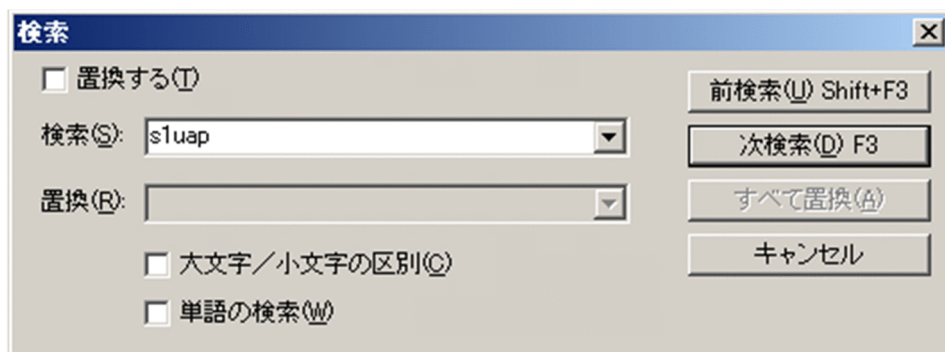 検索
置換する(T)
検索(S): s1uap
置換(R):
大文字/小文字の区別(C)
単語の検索(W)
前検索(U) Shift+F3
次検索(D) F3
すべて置換(A)
キャンセル